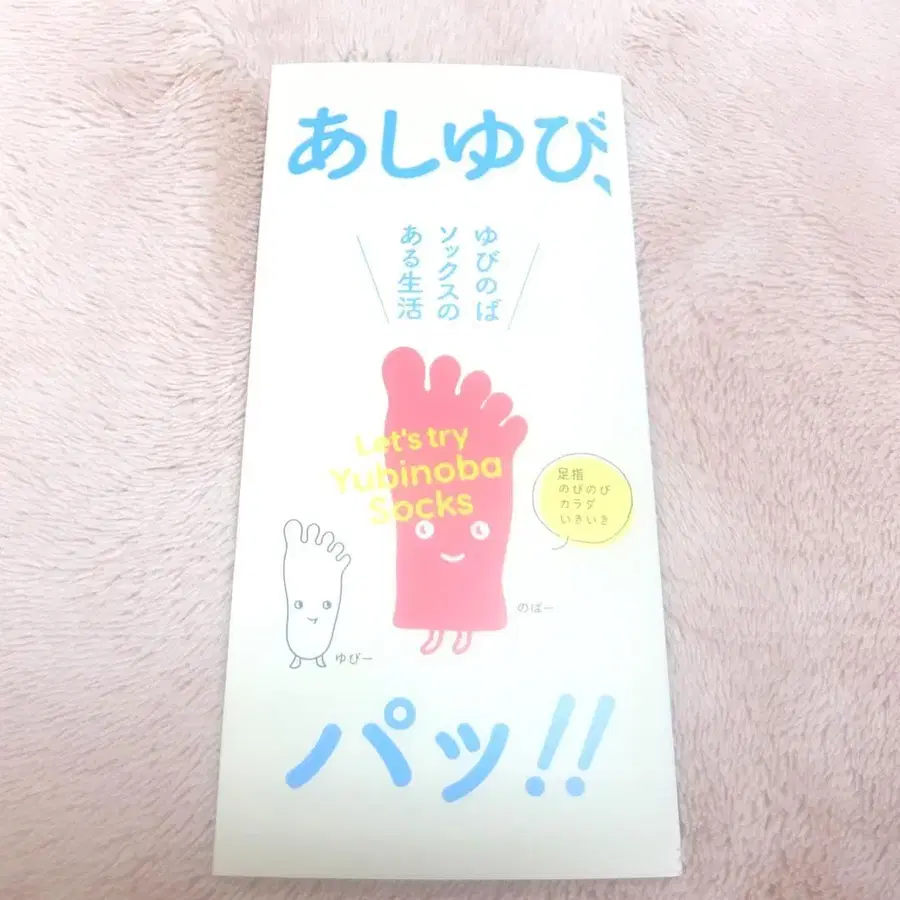 あしゆび、
ゆびのば
ソックスの
ある生活
Let's try
Yubinoba
Socks
足指
のびのび
カラダ
いきいき
のばー
ゆびー
パッ!!